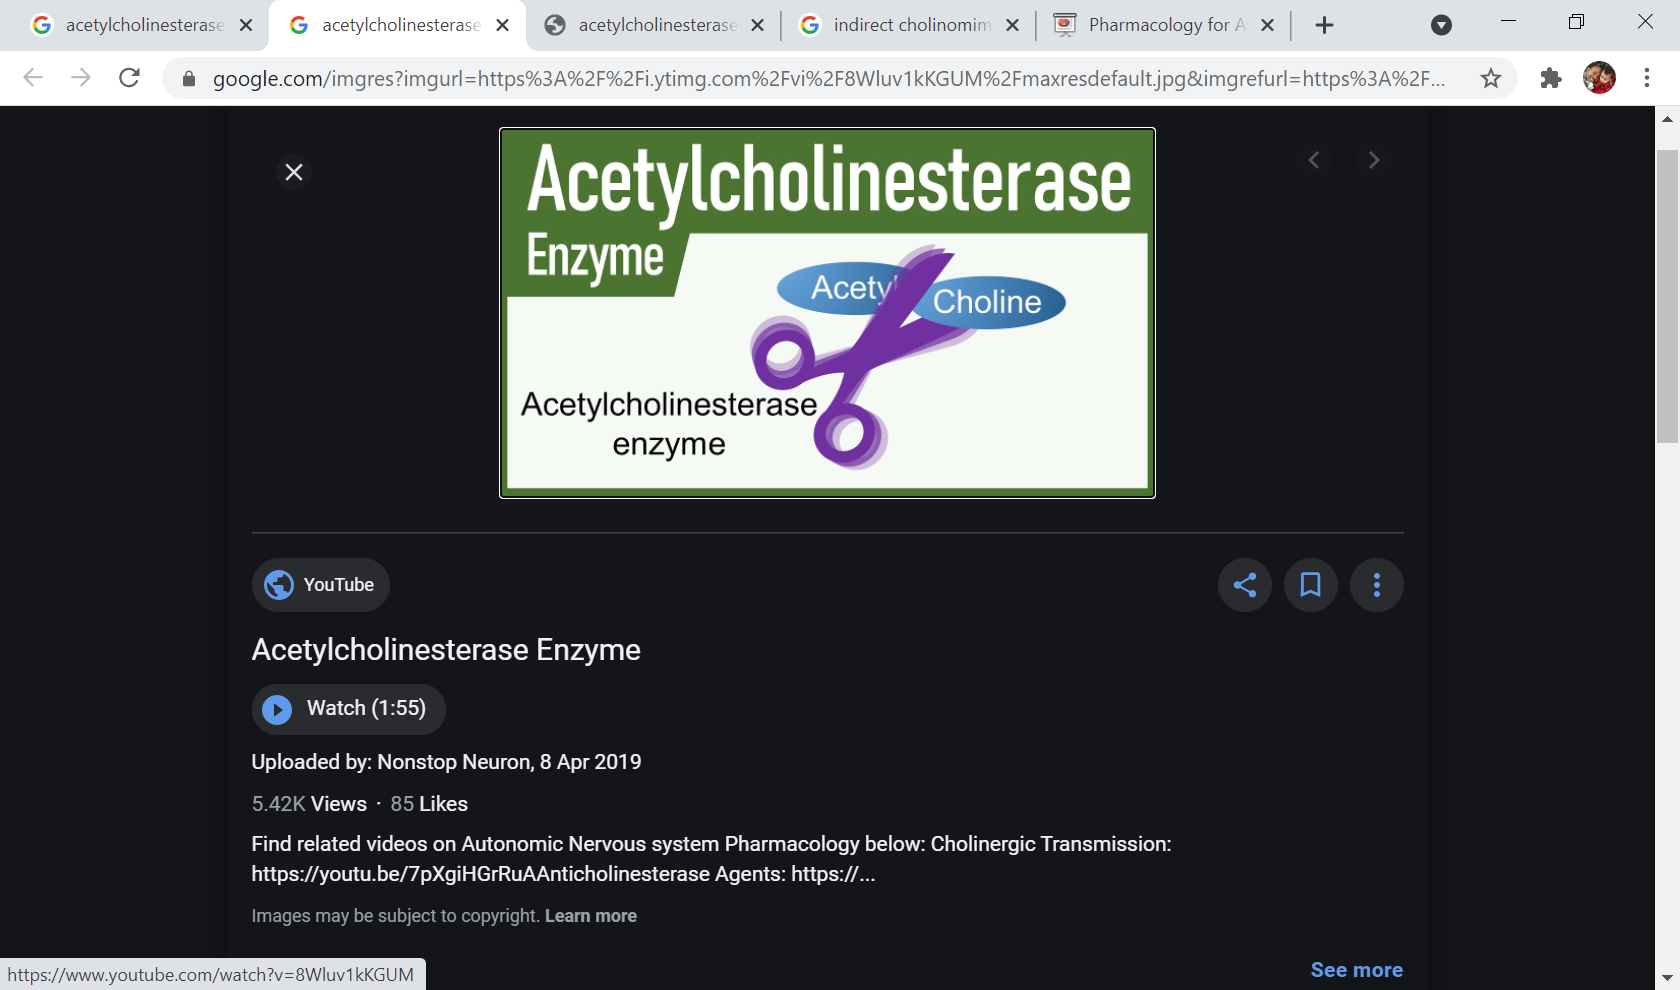 acetylcholinesterase
acetylcholinesterase
acetylcholinesterase
indirect cholinomim
Pharmacology for A
google.com/imgres?imgurl=https%3A%2F%2Fi.ytimg.com%2Fvi%2F8Wluv1kKGUM%2Fmaxresdefault.jpg&imgrefurl=https%3A%2F...
Acetylcholinesterase
Enzyme
Acetyl
Choline
Acetylcholinesterase
enzyme
YouTube
Acetylcholinesterase Enzyme
Watch (1:55)
Uploaded by: Nonstop Neuron, 8 Apr 2019
5.42K Views · 85 Likes
Find related videos on Autonomic Nervous system Pharmacology below: Cholinergic Transmission:
https://youtu.be/7pXgiHGrRuAAnticholinesterase Agents: https://...
Images may be subject to copyright. Learn more
See more
https://www.youtube.com/watch?v=8Wluv1kKGUM